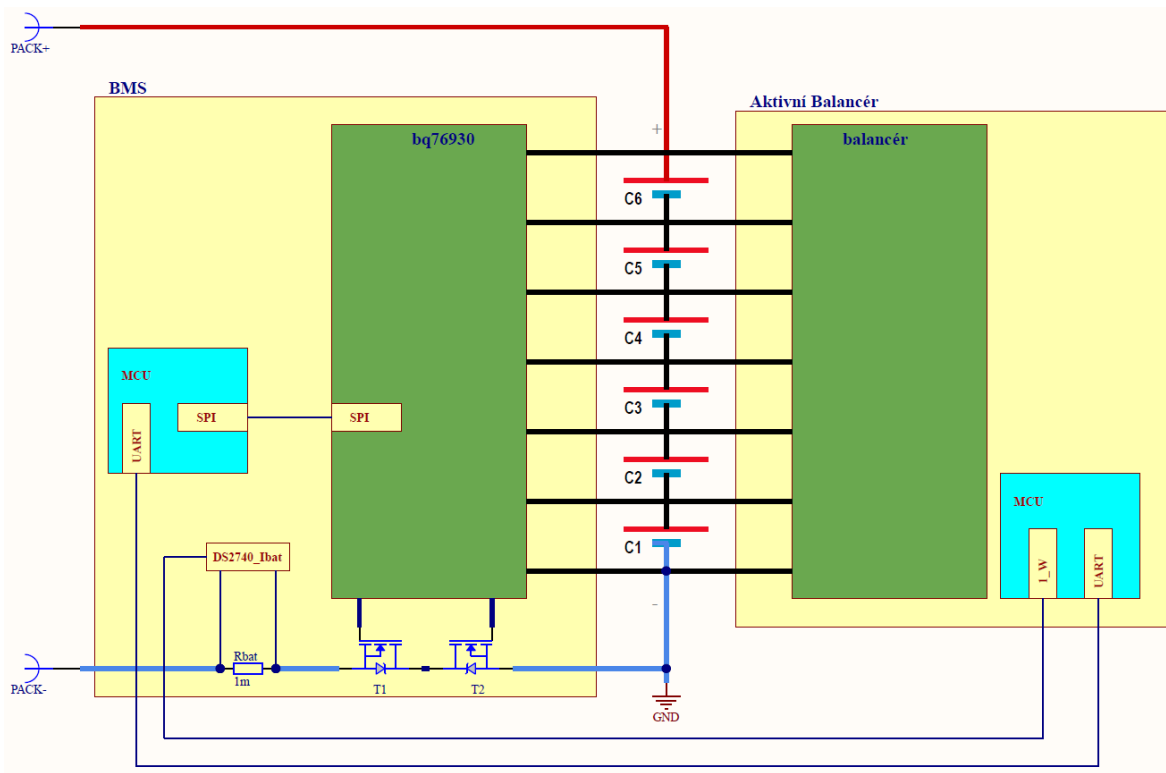 PACK+
BMS
Aktivní Balancér
bq76930
balancér
+
C6
C5
C4
MCU
C3
SPI
SPI
UART
C2
MCU
C1
DS2740_Ibat
1_W
UART
-
Rbat
1m
PACK-
T1
T2
GND